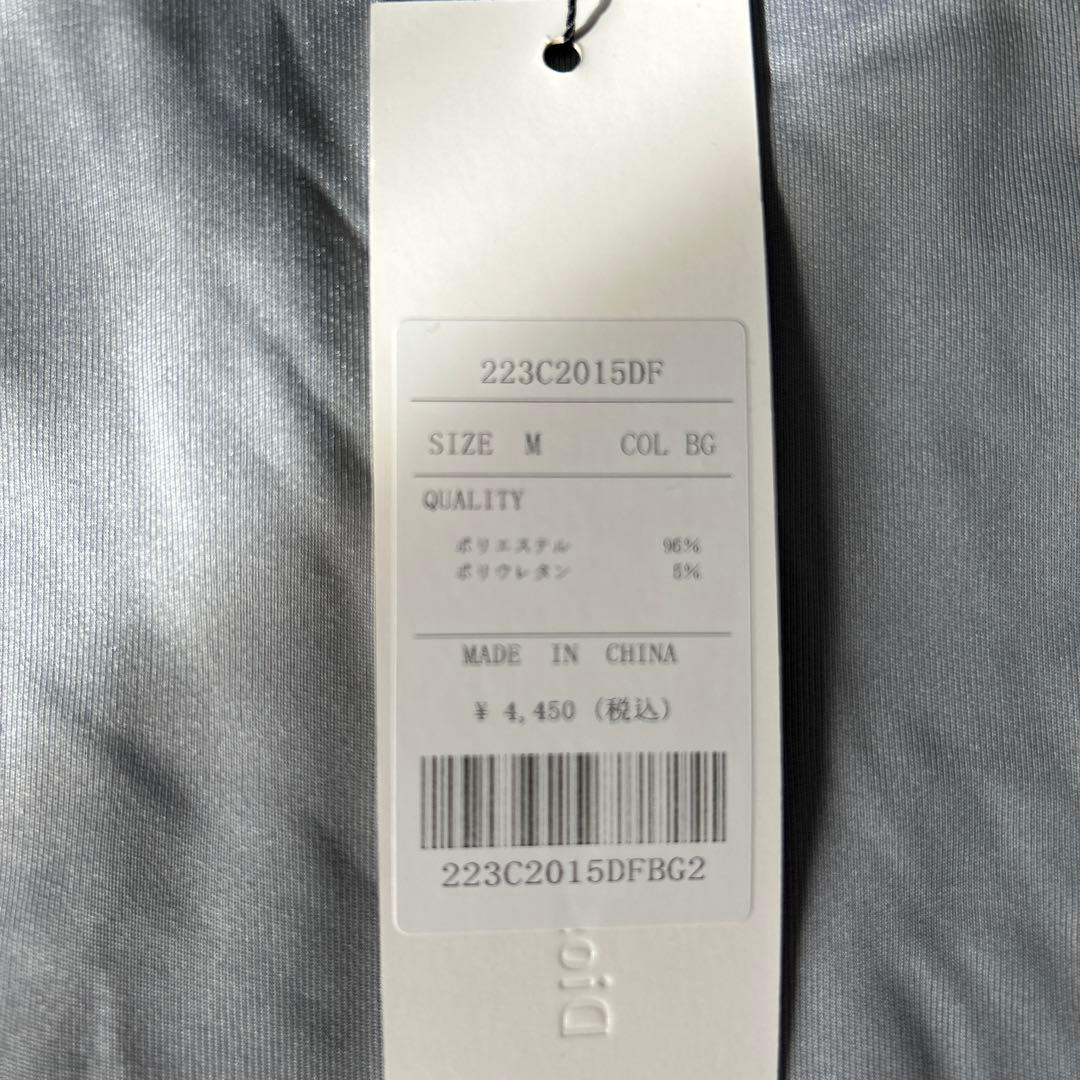 223C2015DF
SIZE M COL BG
QUALITY
ポリエステル 95%
ポリウレタン 5%
MADE IN CHINA
¥ 4,450 (税込)
223C2015DFBG2